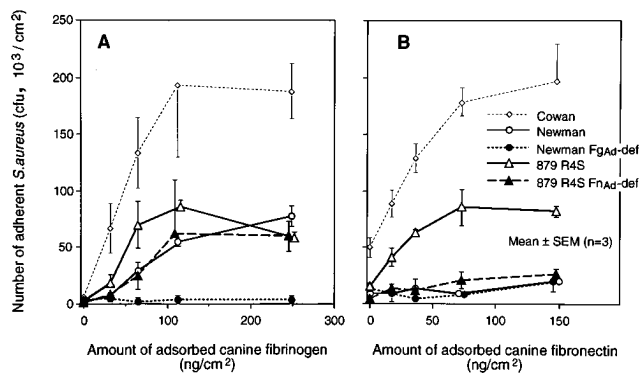 A
B
Number of adherent S.aureus (cfu, 10⁻³ / cm²)
250
200
150
100
50
0
0
100
200
300
Amount of adsorbed canine fibrinogen
(ng/cm²)
0
50
100
150
Amount of adsorbed canine fibronectin
(ng/cm²)
Cowan
Newman
Newman FgAd-def
879 R4S
879 R4S FnAd-def
Mean ± SEM (n=3)